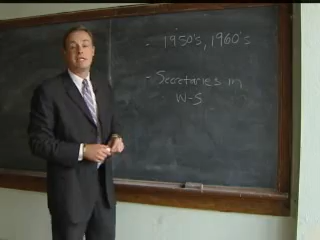 - 1950's, 1960's
- Secretaries in
W-S